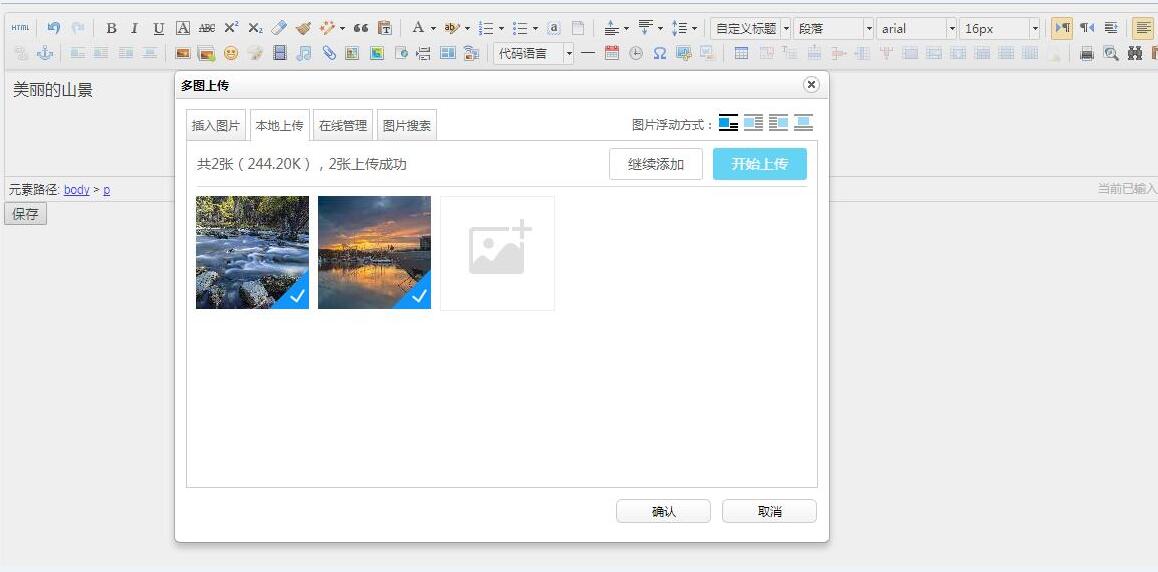 HTML B I U A ABC X² X₂ A ab a 自定义标题 段落 arial 16px
代码语言 Ω
美丽的山景
多图上传
插入图片 本地上传 在线管理 图片搜索 图片浮动方式：
共2张（244.20K），2张上传成功 继续添加 开始上传
元素路径: body > p 当前已输入
保存
确认 取消